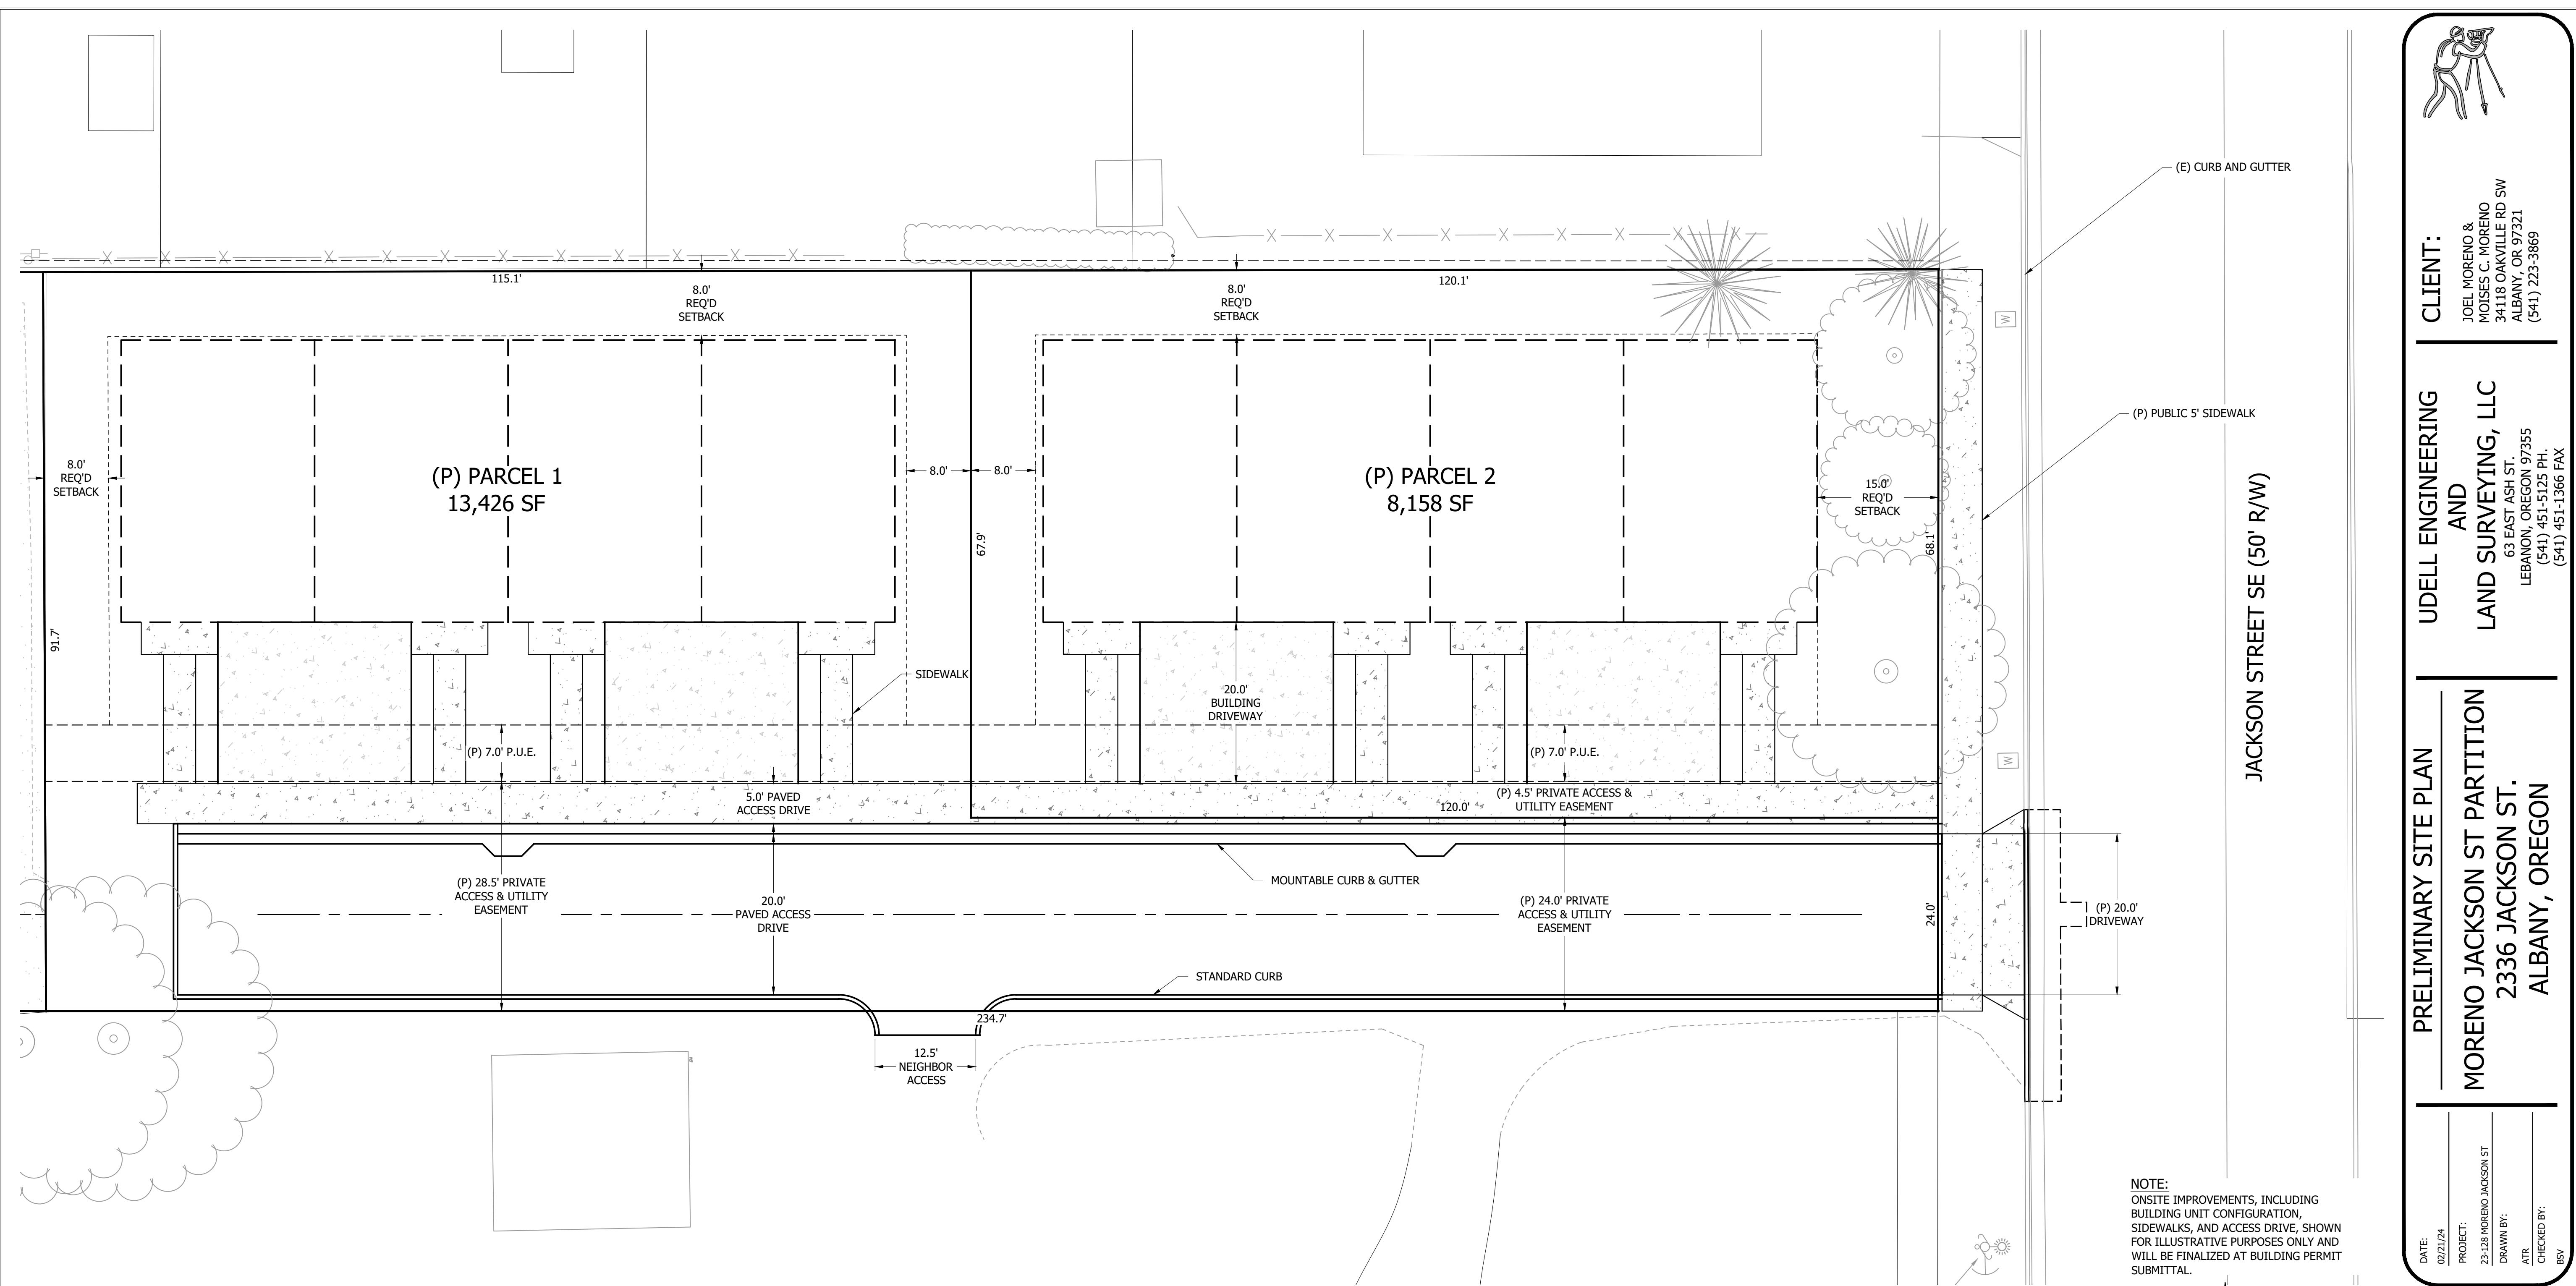 115.1'
8.0'
REQ'D
SETBACK
8.0'
REQ'D
SETBACK
120.1'
8.0'
REQ'D
SETBACK
(P) PARCEL 1
13,426 SF
8.0'
8.0'
(P) PARCEL 2
8,158 SF
15.0'
REQ'D
SETBACK
67.9'
68.1'
91.7'
SIDEWALK
20.0'
BUILDING
DRIVEWAY
(P) 7.0' P.U.E.
(P) 7.0' P.U.E.
5.0' PAVED
ACCESS DRIVE
120.0'
(P) 4.5' PRIVATE ACCESS &
UTILITY EASEMENT
(P) 28.5' PRIVATE
ACCESS & UTILITY
EASEMENT
MOUNTABLE CURB & GUTTER
20.0'
PAVED ACCESS
DRIVE
(P) 24.0' PRIVATE
ACCESS & UTILITY
EASEMENT
24.0'
(P) 20.0'
DRIVEWAY
STANDARD CURB
234.7'
12.5'
NEIGHBOR
ACCESS
(E) CURB AND GUTTER
W
(P) PUBLIC 5' SIDEWALK
W
JACKSON STREET SE (50' R/W)
NOTE:
ONSITE IMPROVEMENTS, INCLUDING
BUILDING UNIT CONFIGURATION,
SIDEWALKS, AND ACCESS DRIVE, SHOWN
FOR ILLUSTRATIVE PURPOSES ONLY AND
WILL BE FINALIZED AT BUILDING PERMIT
SUBMITTAL.
CLIENT:
JOEL MORENO &
MOISES C. MORENO
34118 OAKVILLE RD SW
ALBANY, OR 97321
(541) 223-3869
UDELL ENGINEERING
AND
LAND SURVEYING, LLC
63 EAST ASH ST.
LEBANON, OREGON 97355
(541) 451-5125 PH.
(541) 451-1366 FAX
PRELIMINARY SITE PLAN
MORENO JACKSON ST PARTITION
2336 JACKSON ST.
ALBANY, OREGON
DATE:
02/21/24
PROJECT:
23-128 MORENO JACKSON ST
DRAWN BY:
ATR
CHECKED BY:
BSV